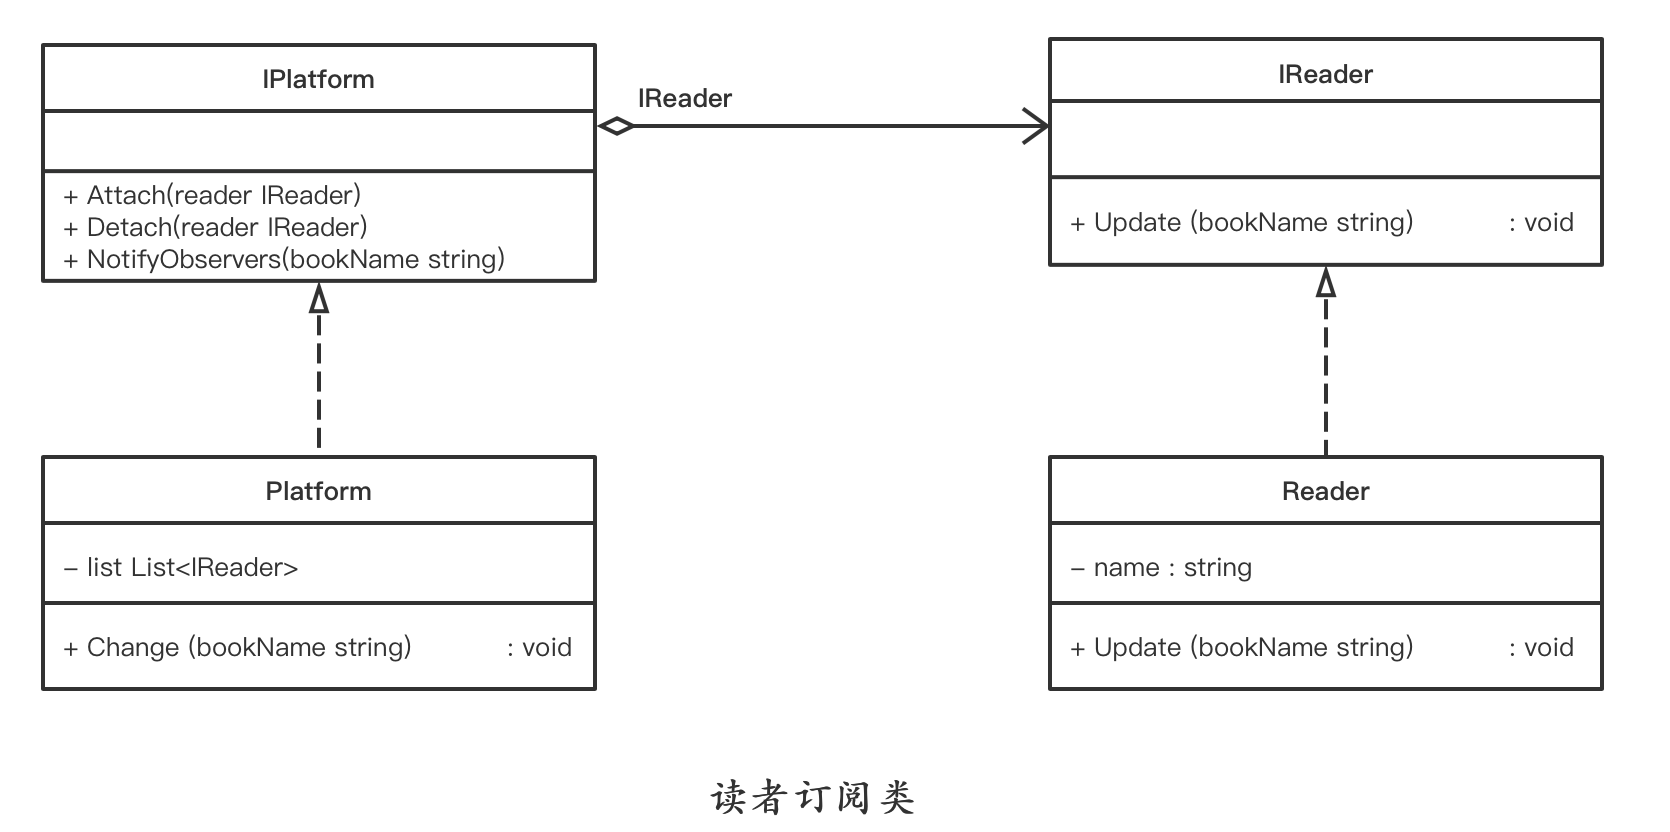 IPlatform
+ Attach(reader IReader)
+ Detach(reader IReader)
+ NotifyObservers(bookName string)
IReader
IReader
+ Update (bookName string) : void
Platform
– list List<IReader>
+ Change (bookName string) : void
Reader
– name : string
+ Update (bookName string) : void
读者订阅类